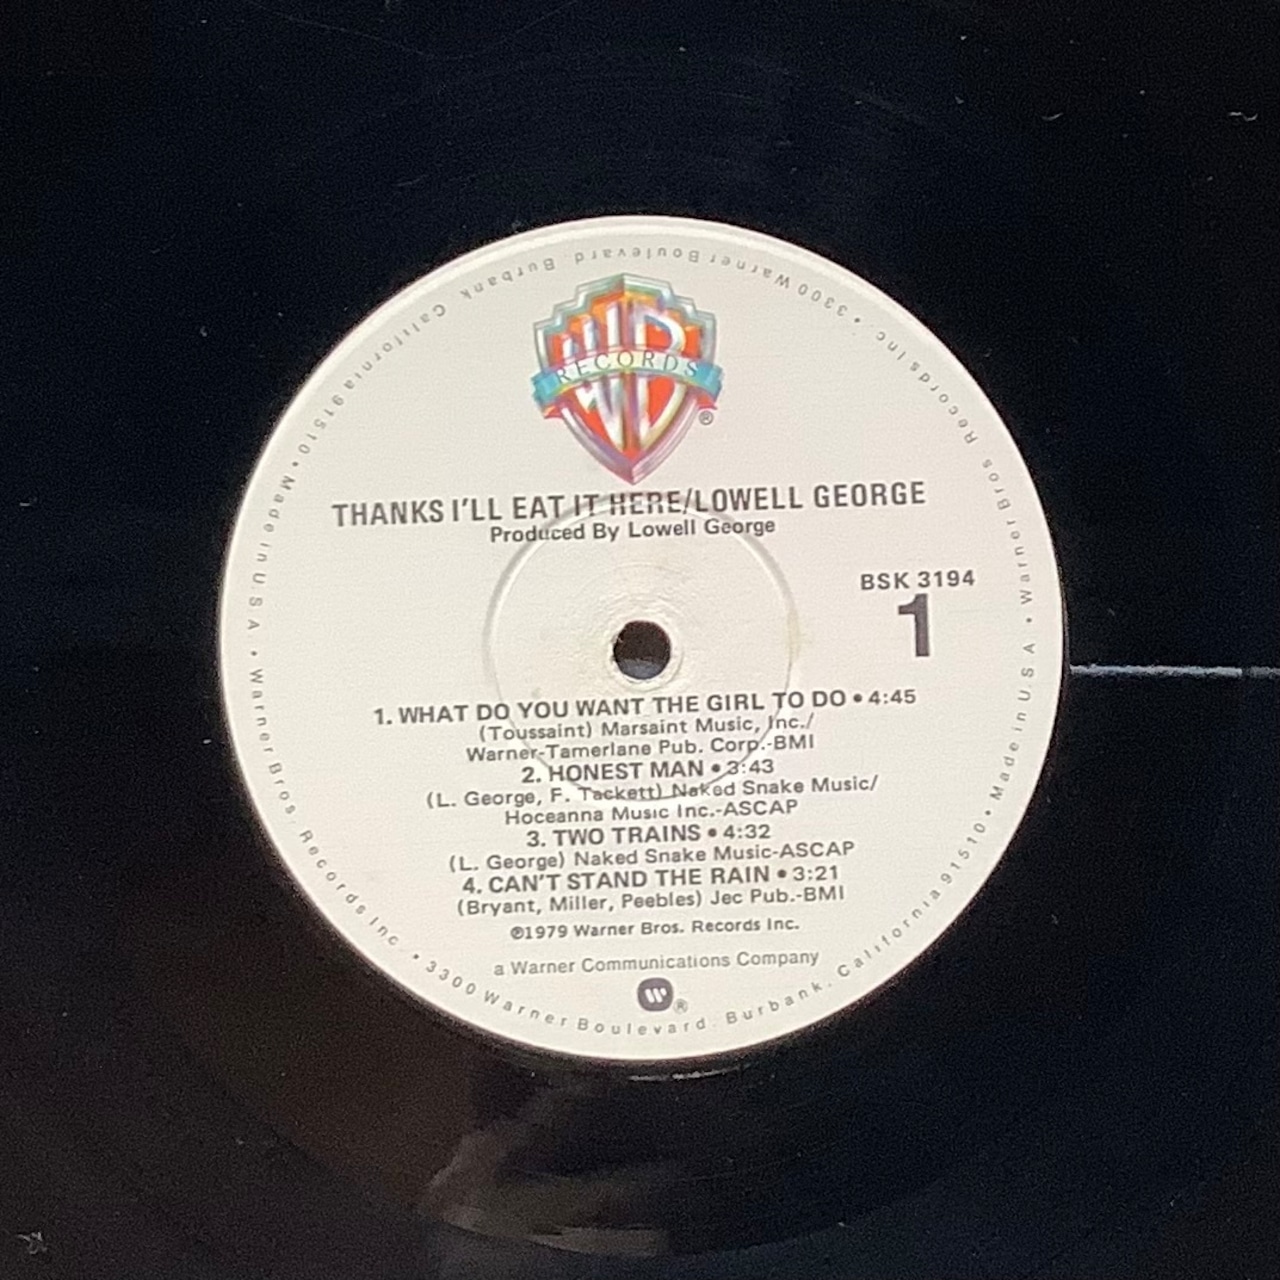 WB
RECORDS
®
THANKS I'LL EAT IT HERE/LOWELL GEORGE
Produced By Lowell George
BSK 3194
1
1. WHAT DO YOU WANT THE GIRL TO DO • 4:45
(Toussaint) Marsaint Music, Inc./
Warner-Tamerlane Pub. Corp.-BMI
2. HONEST MAN • 3:43
(L. George, F. Tackett) Naked Snake Music/
Hoceanna Music Inc.-ASCAP
3. TWO TRAINS • 4:32
(L. George) Naked Snake Music-ASCAP
4. CAN'T STAND THE RAIN • 3:21
(Bryant, Miller, Peebles) Jec Pub.-BMI
℗1979 Warner Bros. Records Inc.
a Warner Communications Company
W ®
Warner Bros. Records Inc. • 3300 Warner Boulevard, Burbank, California 91510 • Made in U.S.A. •
Warner Bros. Records Inc. • 3300 Warner Boulevard, Burbank, California 91510 • Made in U.S.A. •